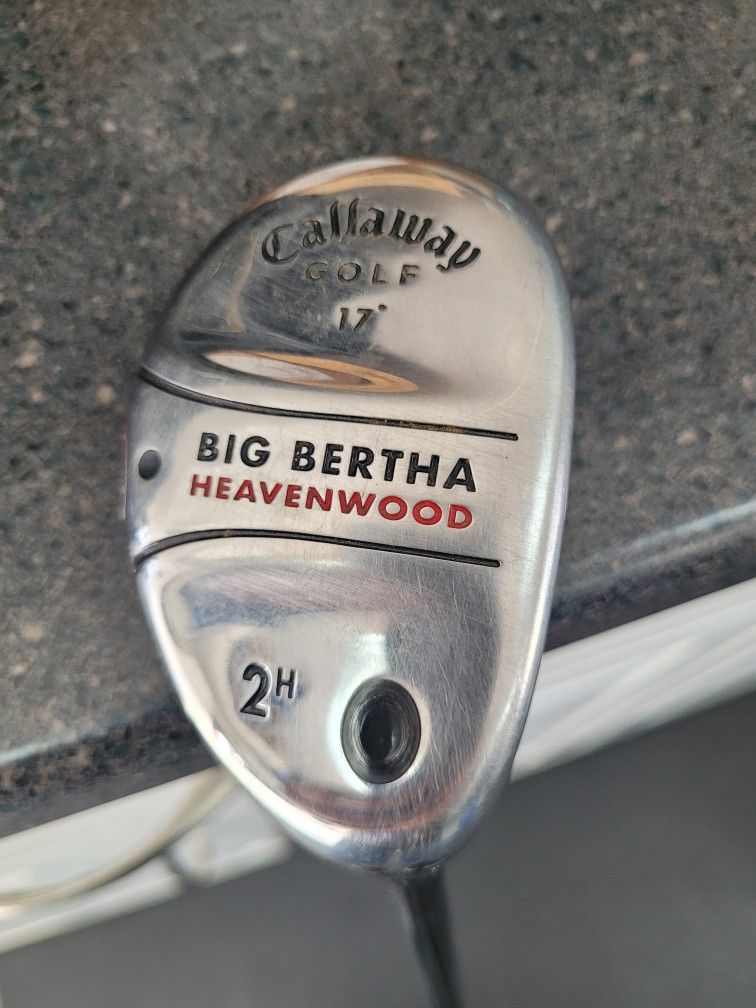 Callaway
GOLF
17°
BIG BERTHA
HEAVENWOOD
2H